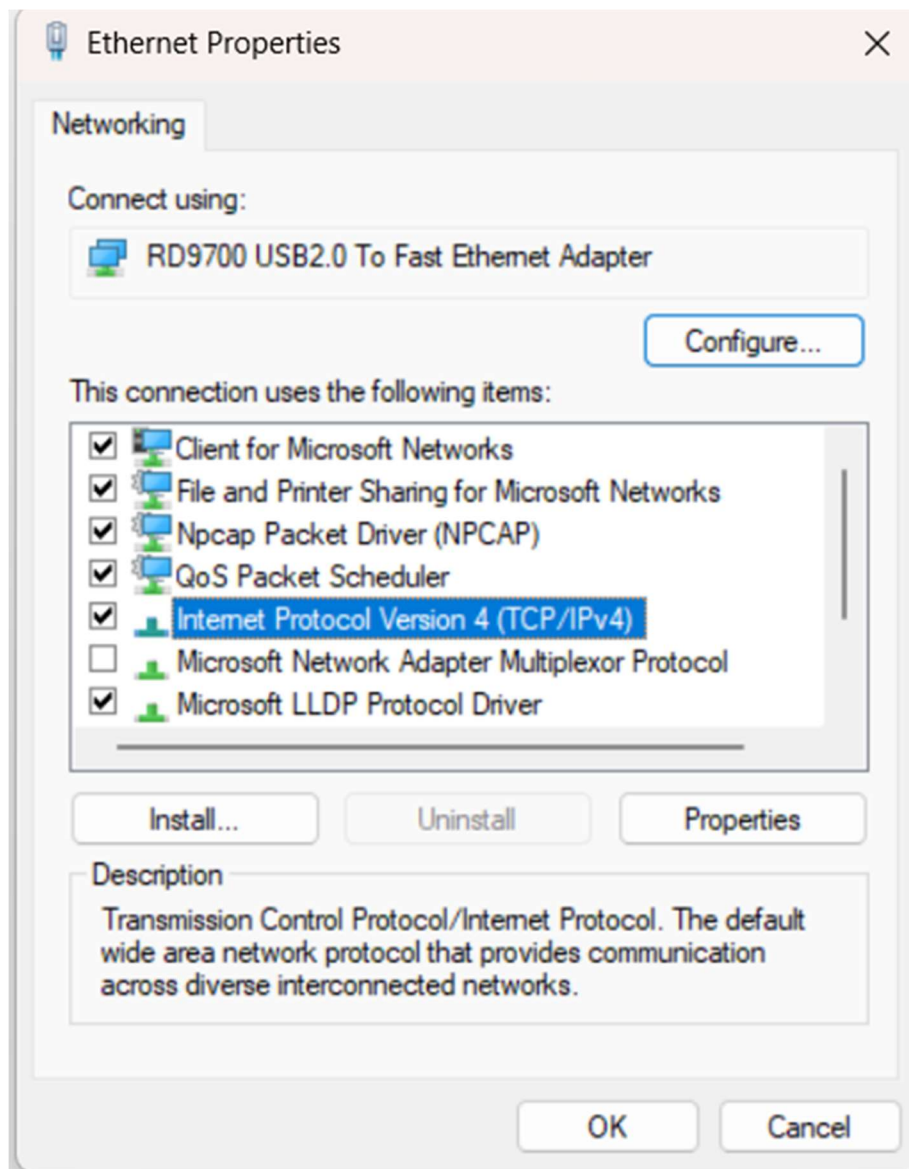 Ethernet Properties
Networking
Connect using:
RD9700 USB2.0 To Fast Ethernet Adapter
Configure...
This connection uses the following items:
Client for Microsoft Networks
File and Printer Sharing for Microsoft Networks
Npcap Packet Driver (NPCAP)
QoS Packet Scheduler
Internet Protocol Version 4 (TCP/IPv4)
Microsoft Network Adapter Multiplexor Protocol
Microsoft LLDP Protocol Driver
Install...
Uninstall
Properties
Description
Transmission Control Protocol/Internet Protocol. The default
wide area network protocol that provides communication
across diverse interconnected networks.
OK
Cancel